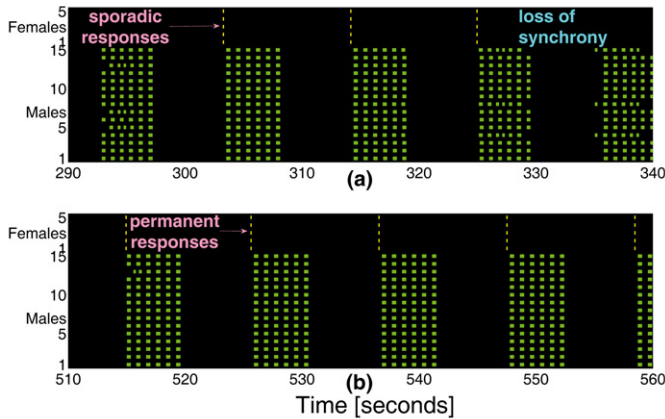 5
Females
1
15
10
Males
5
1
sporadic
responses
loss of
synchrony
290 300 310 320 330 340
(a)
5
Females
1
15
10
Males
5
1
permanent
responses
510 520 530 540 550 560
(b)
Time [seconds]